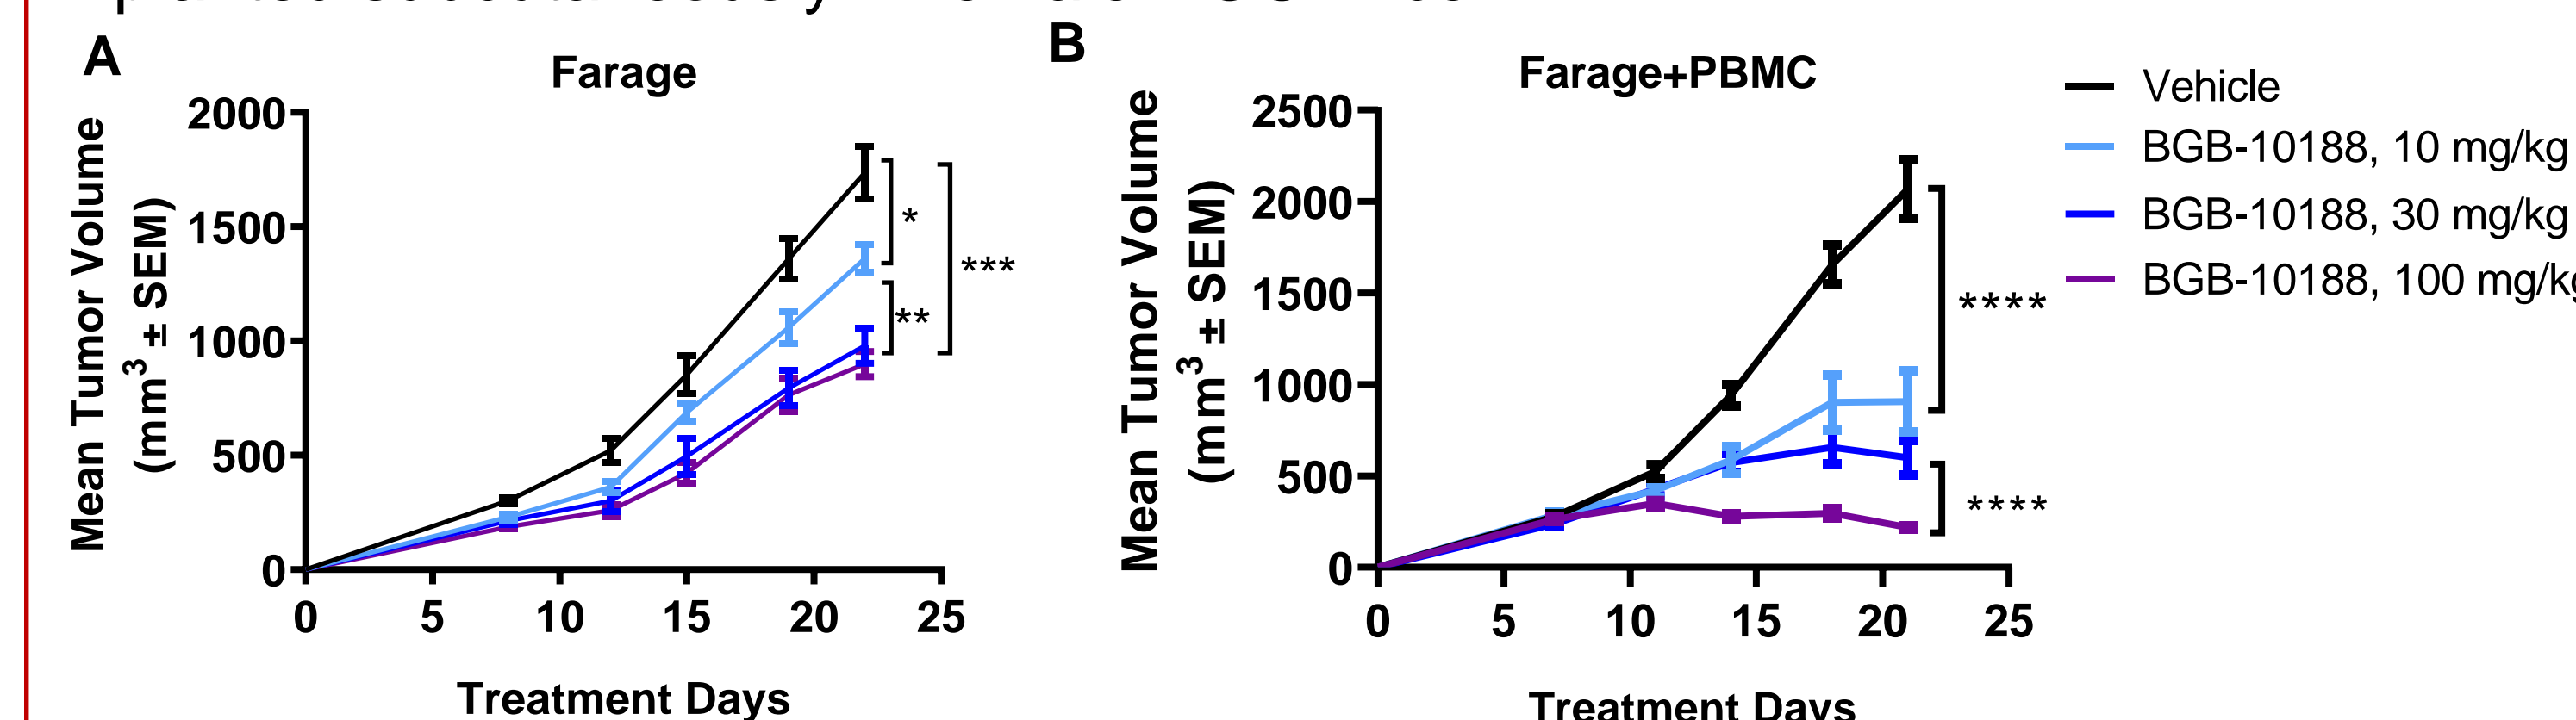 A
Farage
Mean Tumor Volume
(mm³ ± SEM)
2000
1500
1000
500
0
0 5 10 15 20 25
Treatment Days
*
**
***
B
Farage+PBMC
Mean Tumor Volume
(mm³ ± SEM)
2500
2000
1500
1000
500
0
0 5 10 15 20 25
Treatment Days
****
****
Vehicle
BGB-10188, 10 mg/kg
BGB-10188, 30 mg/kg
BGB-10188, 100 mg/kg